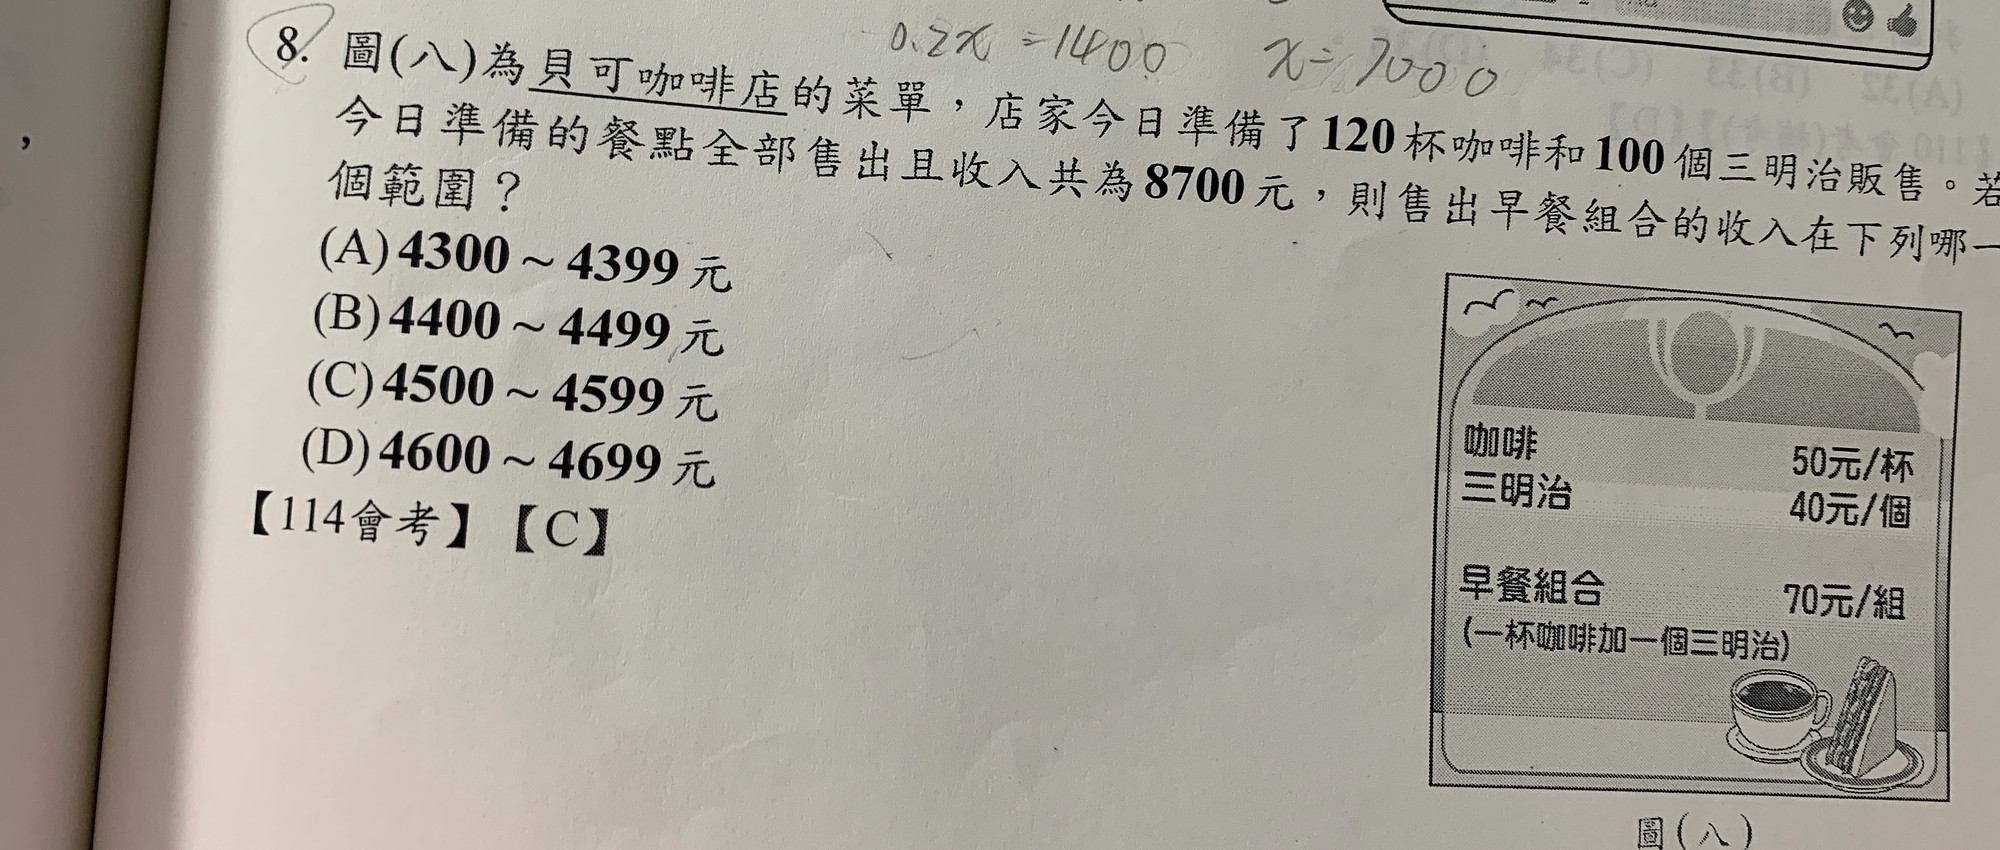 0.2x = 1400 x = 7000
8. 圖(八)為貝可咖啡店的菜單，店家今日準備了120杯咖啡和100個三明治販售。若
今日準備的餐點全部售出且收入共為8700元，則售出早餐組合的收入在下列哪一
個範圍？
(A) 4300 ~ 4399 元
(B) 4400 ~ 4499 元
(C) 4500 ~ 4599 元
(D) 4600 ~ 4699 元
【114會考】【C】
咖啡 50元/杯
三明治 40元/個
早餐組合 70元/組
(一杯咖啡加一個三明治)
圖(八)